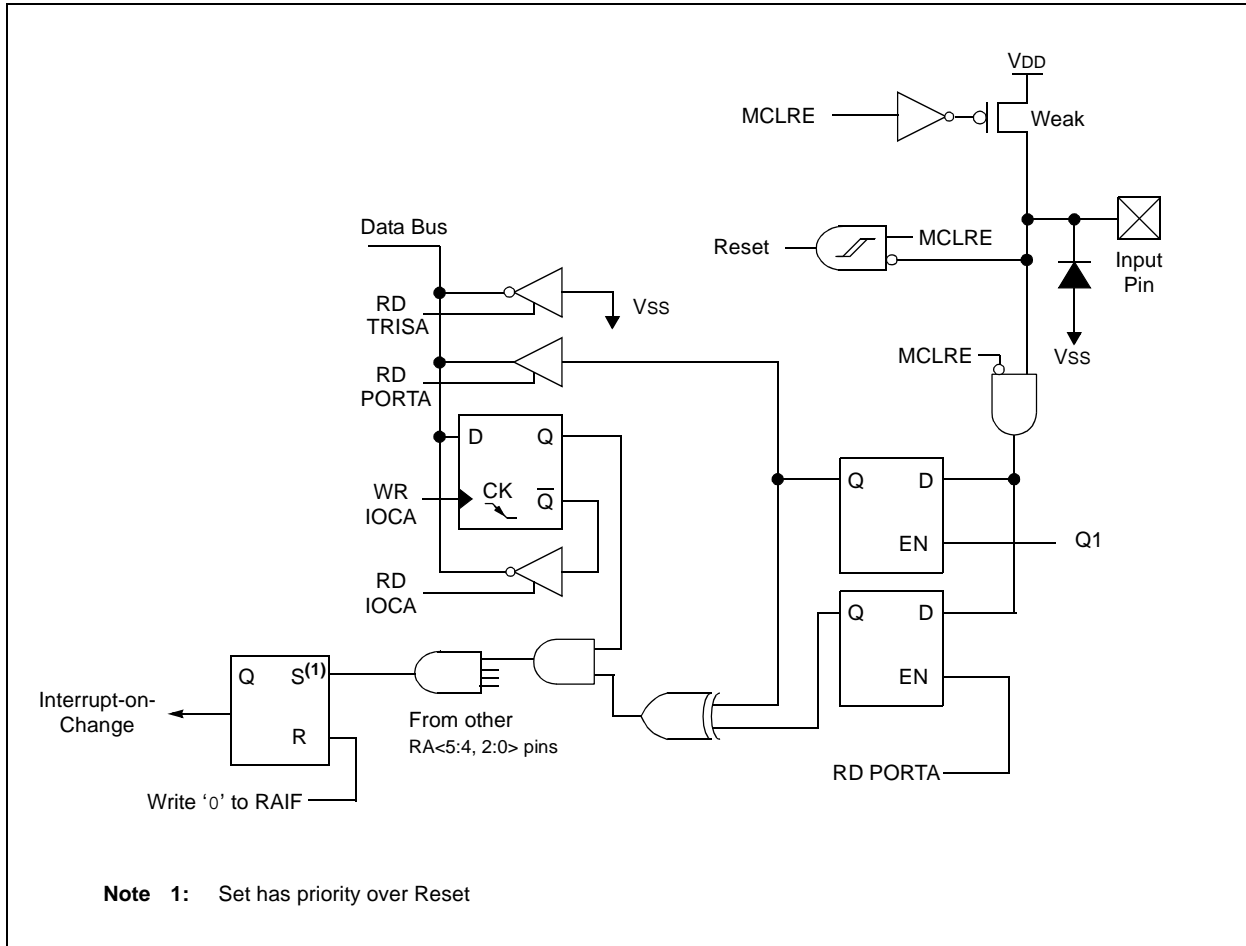 VDD
MCLRE
Weak
Data Bus
Reset
MCLRE
Input
Pin
RD
TRISA
VSS
VSS
MCLRE
RD
PORTA
D
Q
Q
D
WR
IOCA
CK
Q̅
EN
Q1
RD
IOCA
Q
D
EN
Q
S(1)
Interrupt-on-
Change
From other
RA<5:4, 2:0> pins
R
RD PORTA
Write ‘0’ to RAIF
Note 1: Set has priority over Reset